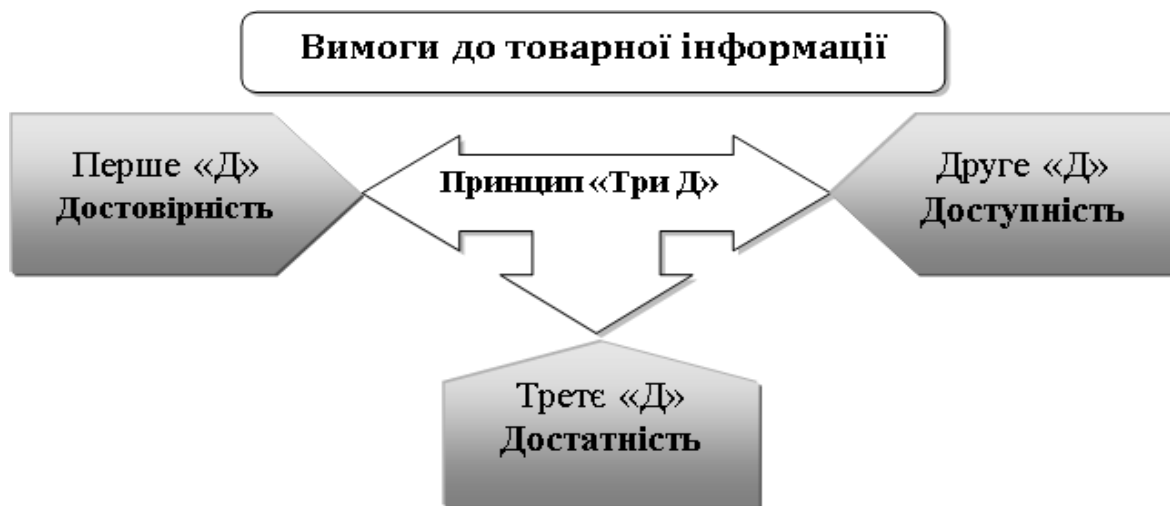 Вимоги до товарної інформації
Перше «Д»
Достовірність
Принцип «Три Д»
Друге «Д»
Доступність
Третє «Д»
Достатність